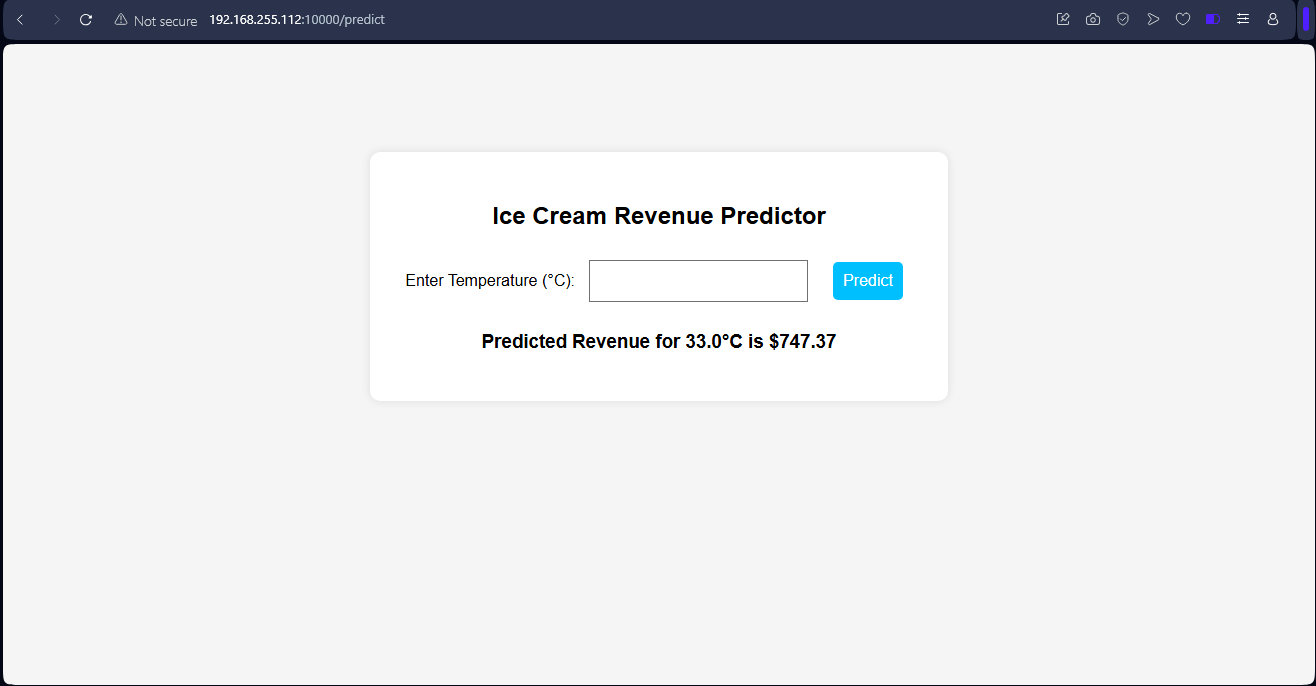 Not secure 192.168.255.112:10000/predict
Ice Cream Revenue Predictor
Enter Temperature (°C): Predict
Predicted Revenue for 33.0°C is $747.37